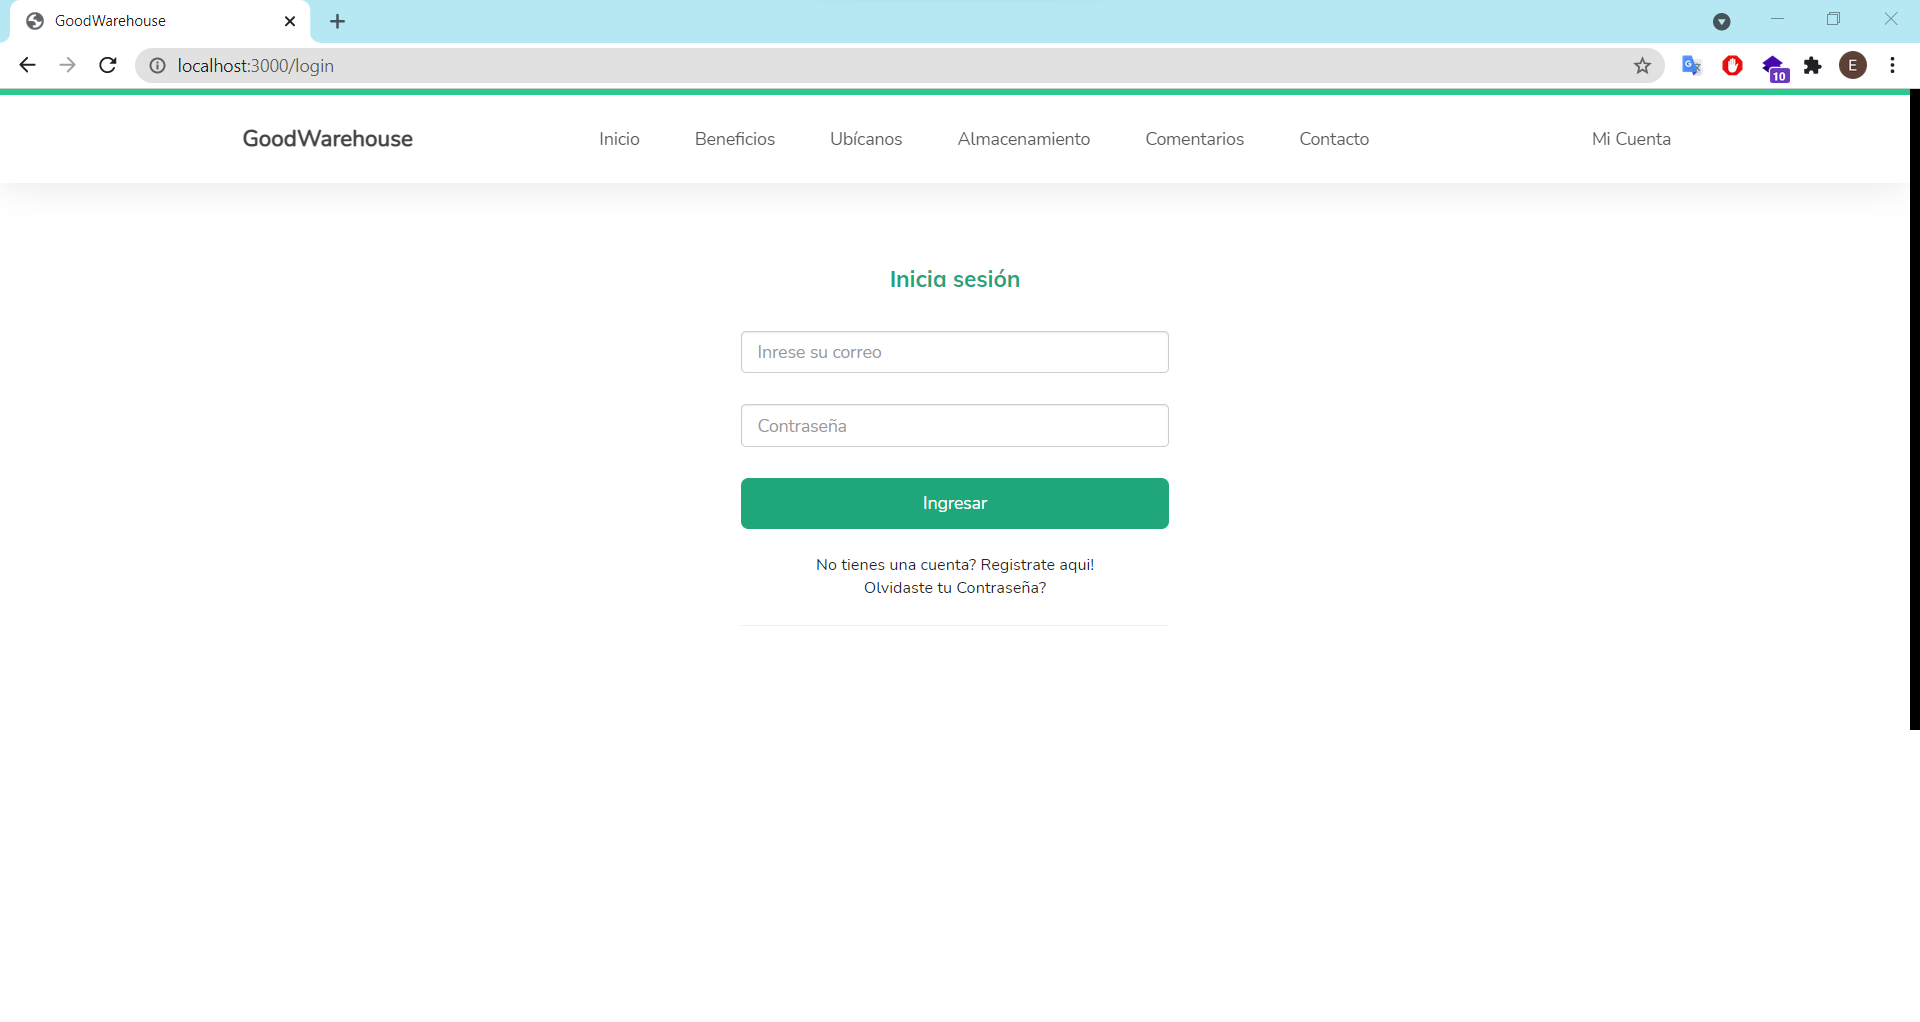 GoodWarehouse
localhost:3000/login
10
E
GoodWarehouse Inicio Beneficios Ubícanos Almacenamiento Comentarios Contacto Mi Cuenta
Inicia sesión
Inrese su correo
Contraseña
Ingresar
No tienes una cuenta? Registrate aqui!
Olvidaste tu Contraseña?